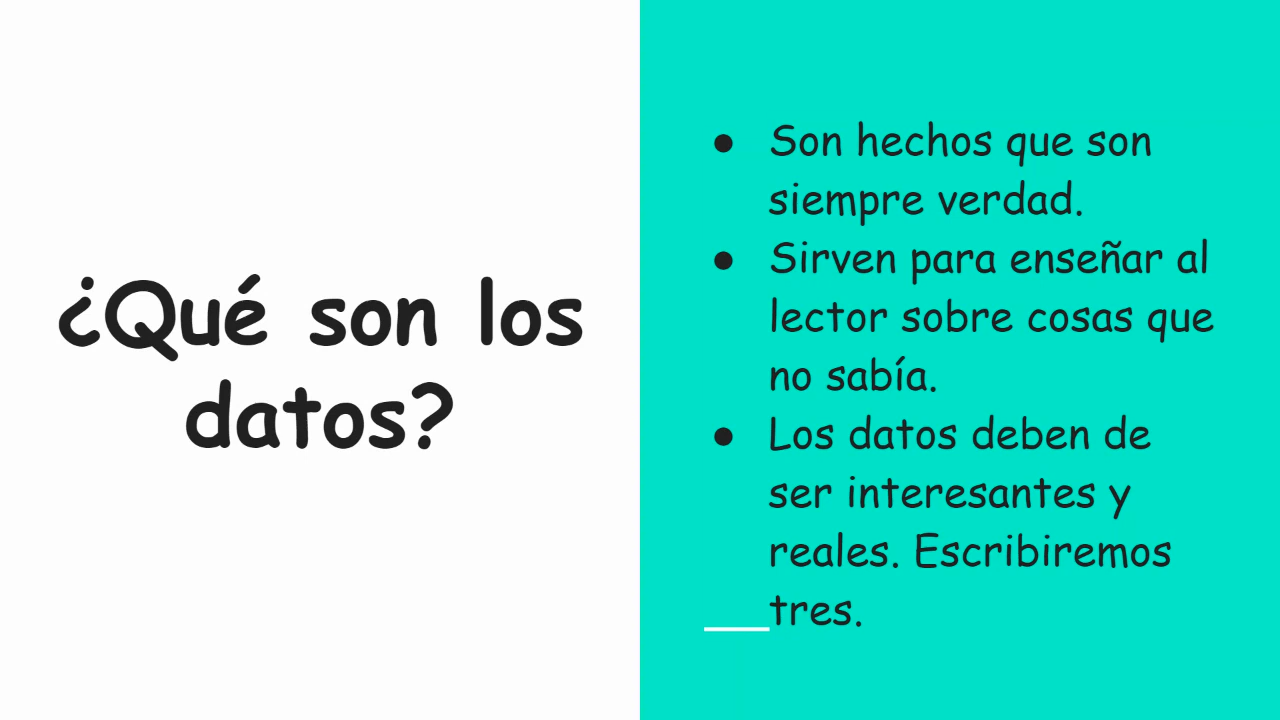 ¿Qué son los
datos?
● Son hechos que son
siempre verdad.
● Sirven para enseñar al
lector sobre cosas que
no sabía.
● Los datos deben de
ser interesantes y
reales. Escribiremos
tres.